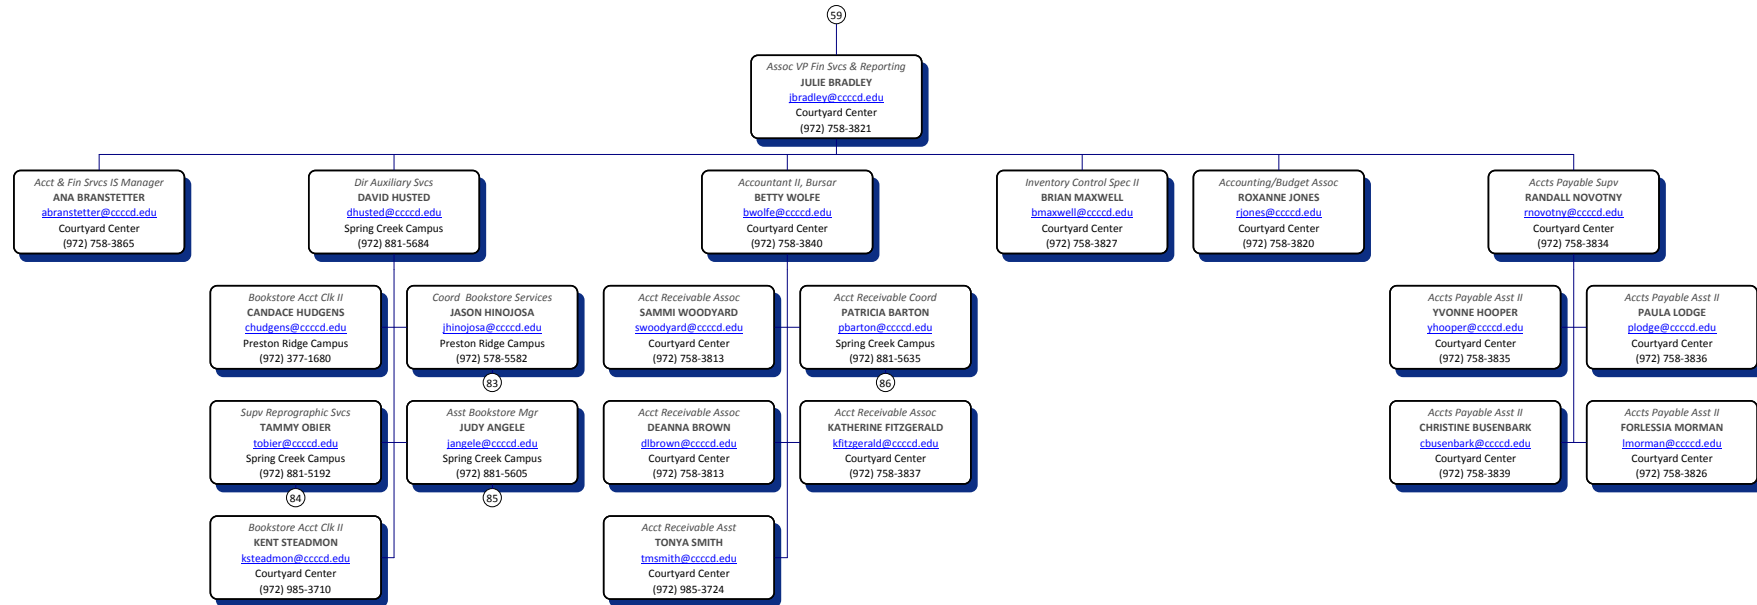 59
Assoc VP Fin Svcs & Reporting
JULIE BRADLEY
jbradley@ccccd.edu
Courtyard Center
(972) 758-3821
Acct & Fin Srvcs IS Manager
ANA BRANSTETTER
abranstetter@ccccd.edu
Courtyard Center
(972) 758-3865
Dir Auxiliary Svcs
DAVID HUSTED
dhusted@ccccd.edu
Spring Creek Campus
(972) 881-5684
Accountant II, Bursar
BETTY WOLFE
bwolfe@ccccd.edu
Courtyard Center
(972) 758-3840
Inventory Control Spec II
BRIAN MAXWELL
bmaxwell@ccccd.edu
Courtyard Center
(972) 758-3827
Accounting/Budget Assoc
ROXANNE JONES
rjones@ccccd.edu
Courtyard Center
(972) 758-3820
Accts Payable Supv
RANDALL NOVOTNY
rnovotny@ccccd.edu
Courtyard Center
(972) 758-3834
Bookstore Acct Clk II
CANDACE HUDGENS
chudgens@ccccd.edu
Preston Ridge Campus
(972) 377-1680
Coord  Bookstore Services
JASON HINOJOSA
jhinojosa@ccccd.edu
Preston Ridge Campus
(972) 578-5582
83
Acct Receivable Assoc
SAMMI WOODYARD
swoodyard@ccccd.edu
Courtyard Center
(972) 758-3813
Acct Receivable Coord
PATRICIA BARTON
pbarton@ccccd.edu
Spring Creek Campus
(972) 881-5635
86
Accts Payable Asst II
YVONNE HOOPER
yhooper@ccccd.edu
Courtyard Center
(972) 758-3835
Accts Payable Asst II
PAULA LODGE
plodge@ccccd.edu
Courtyard Center
(972) 758-3836
Supv Reprographic Svcs
TAMMY OBIER
tobier@ccccd.edu
Spring Creek Campus
(972) 881-5192
84
Asst Bookstore Mgr
JUDY ANGELE
jangele@ccccd.edu
Spring Creek Campus
(972) 881-5605
85
Acct Receivable Assoc
DEANNA BROWN
dlbrown@ccccd.edu
Courtyard Center
(972) 758-3813
Acct Receivable Assoc
KATHERINE FITZGERALD
kfitzgerald@ccccd.edu
Courtyard Center
(972) 758-3837
Accts Payable Asst II
CHRISTINE BUSENBARK
cbusenbark@ccccd.edu
Courtyard Center
(972) 758-3839
Accts Payable Asst II
FORLESSIA MORMAN
lmorman@ccccd.edu
Courtyard Center
(972) 758-3826
Bookstore Acct Clk II
KENT STEADMON
ksteadmon@ccccd.edu
Courtyard Center
(972) 985-3710
Acct Receivable Asst
TONYA SMITH
tmsmith@ccccd.edu
Courtyard Center
(972) 985-3724